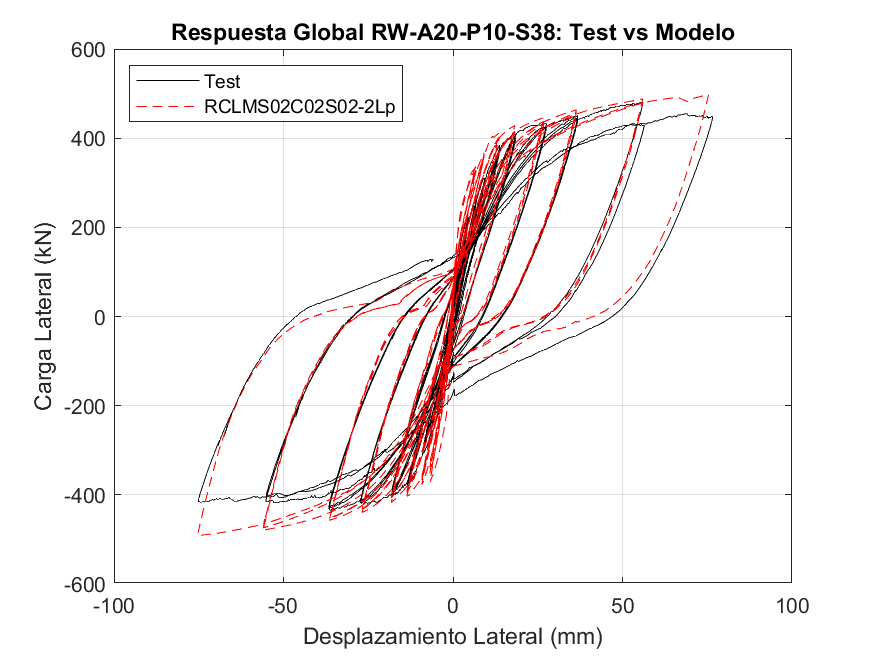 Respuesta Global RW-A20-P10-S38: Test vs Modelo
Test
RCLMS02C02S02-2Lp
Carga Lateral (kN)
600
400
200
0
-200
-400
-600
-100
-50
0
50
100
Desplazamiento Lateral (mm)